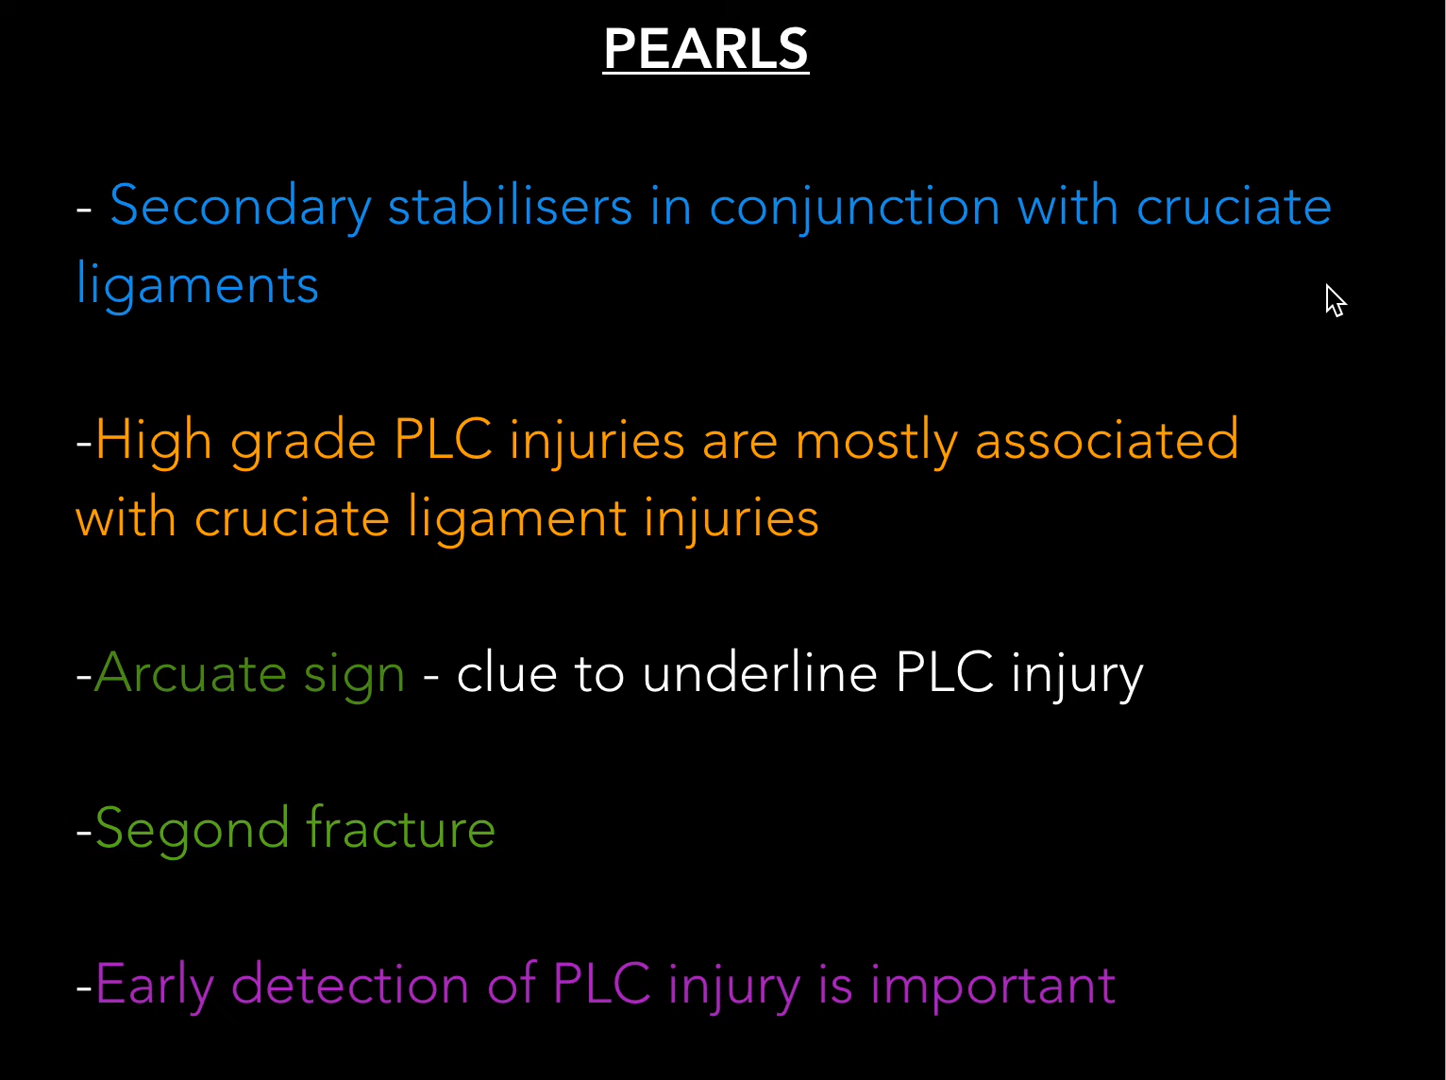 PEARLS
- Secondary stabilisers in conjunction with cruciate
ligaments
-High grade PLC injuries are mostly associated
with cruciate ligament injuries
-Arcuate sign - clue to underline PLC injury
-Segond fracture
-Early detection of PLC injury is important